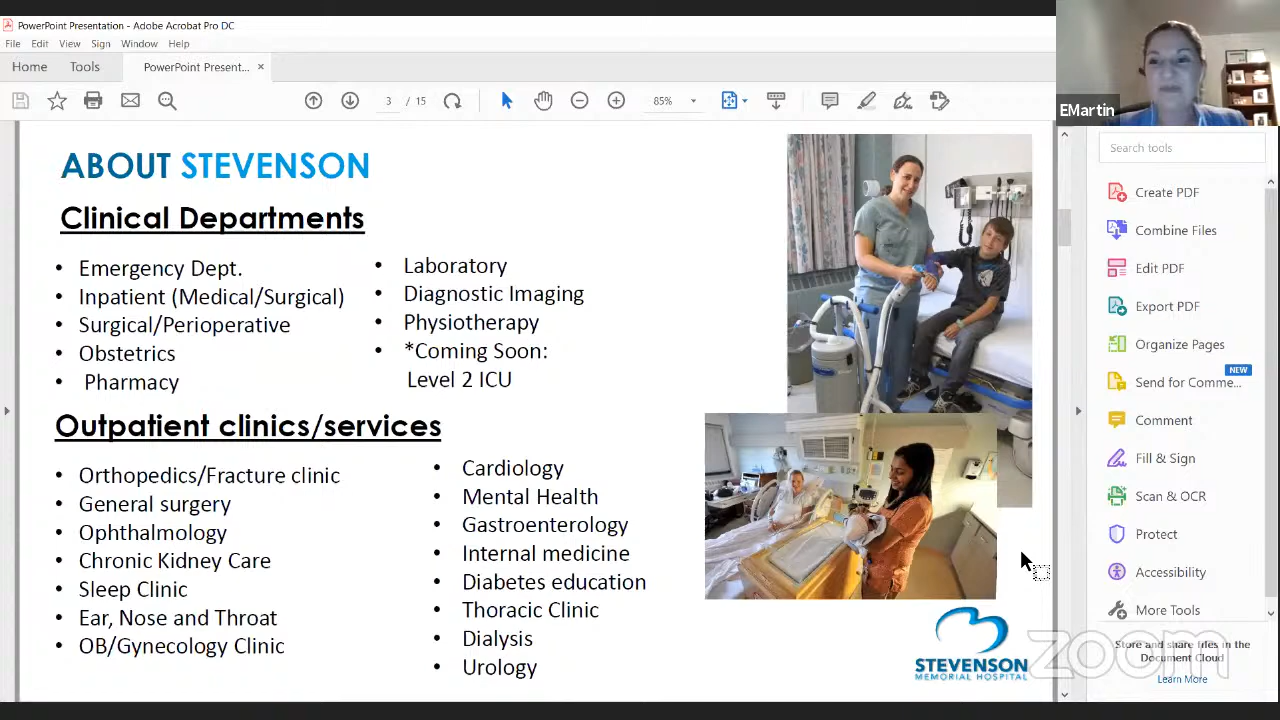 PowerPoint Presentation - Adobe Acrobat Pro DC
File Edit View Sign Window Help
Home Tools PowerPoint Present... ×
3 / 15 85%
EMartin
ABOUT STEVENSON
Clinical Departments
• Emergency Dept.
• Inpatient (Medical/Surgical)
• Surgical/Perioperative
• Obstetrics
• Pharmacy
• Laboratory
• Diagnostic Imaging
• Physiotherapy
• *Coming Soon:
Level 2 ICU
Outpatient clinics/services
• Orthopedics/Fracture clinic
• General surgery
• Ophthalmology
• Chronic Kidney Care
• Sleep Clinic
• Ear, Nose and Throat
• OB/Gynecology Clinic
• Cardiology
• Mental Health
• Gastroenterology
• Internal medicine
• Diabetes education
• Thoracic Clinic
• Dialysis
• Urology
STEVENSON
MEMORIAL HOSPITAL
Search tools
Create PDF
Combine Files
Edit PDF
Export PDF
Organize Pages
NEW
Send for Comme...
Comment
Fill & Sign
Scan & OCR
Protect
Accessibility
More Tools
Store and share files in the
Document Cloud
Learn More
zoom